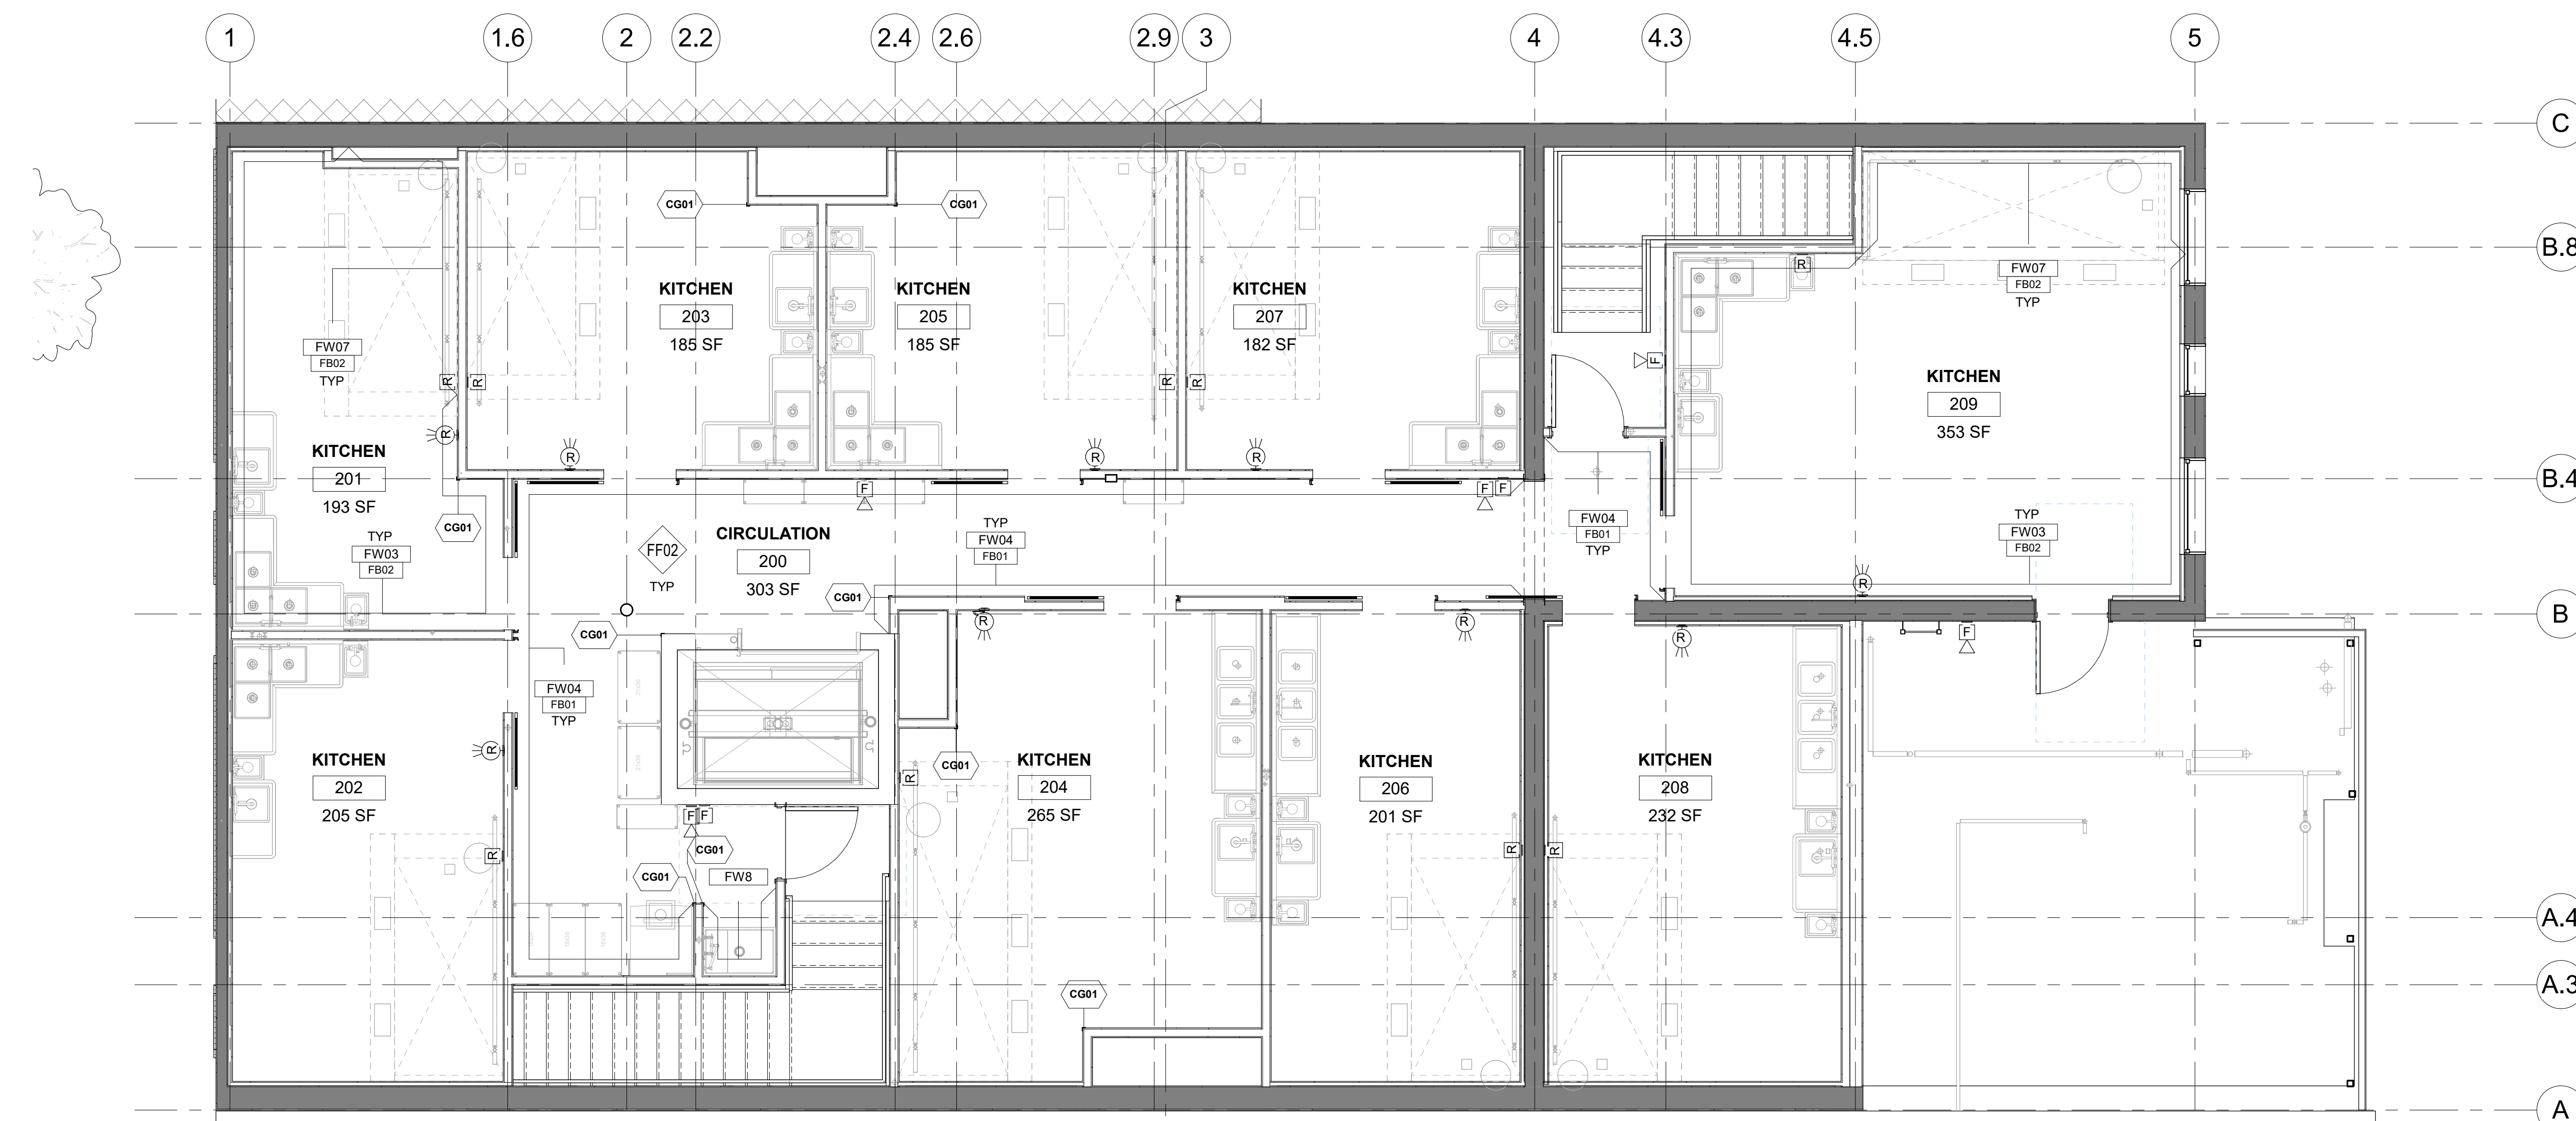 1 1.6 2 2.2 2.4 2.6 2.9 3 4 4.3 4.5 5
C
CG01 CG01
B.8
R
FW07
FB02
TYP
KITCHEN
203
185 SF
KITCHEN
205
185 SF
KITCHEN
207
182 SF
FW07
FB02
TYP
F
KITCHEN
209
353 SF
R R R R
R R R R
KITCHEN
201
193 SF
B.4
F F F
CG01
TYP
FW03
FB02
FF02
TYP
CIRCULATION
200
303 SF
TYP
FW04
FB01
FW04
FB01
TYP
TYP
FW03
FB02
CG01
R
B
CG01
R R R F
FW04
FB01
TYP
21x36
21x36
KITCHEN
202
205 SF
R
CG01
R
KITCHEN
204
265 SF
KITCHEN
206
201 SF
KITCHEN
208
232 SF
F F
CG01
R R R
CG01
FW8
A.4
18x36 18x36 18x36
A.3
CG01
A